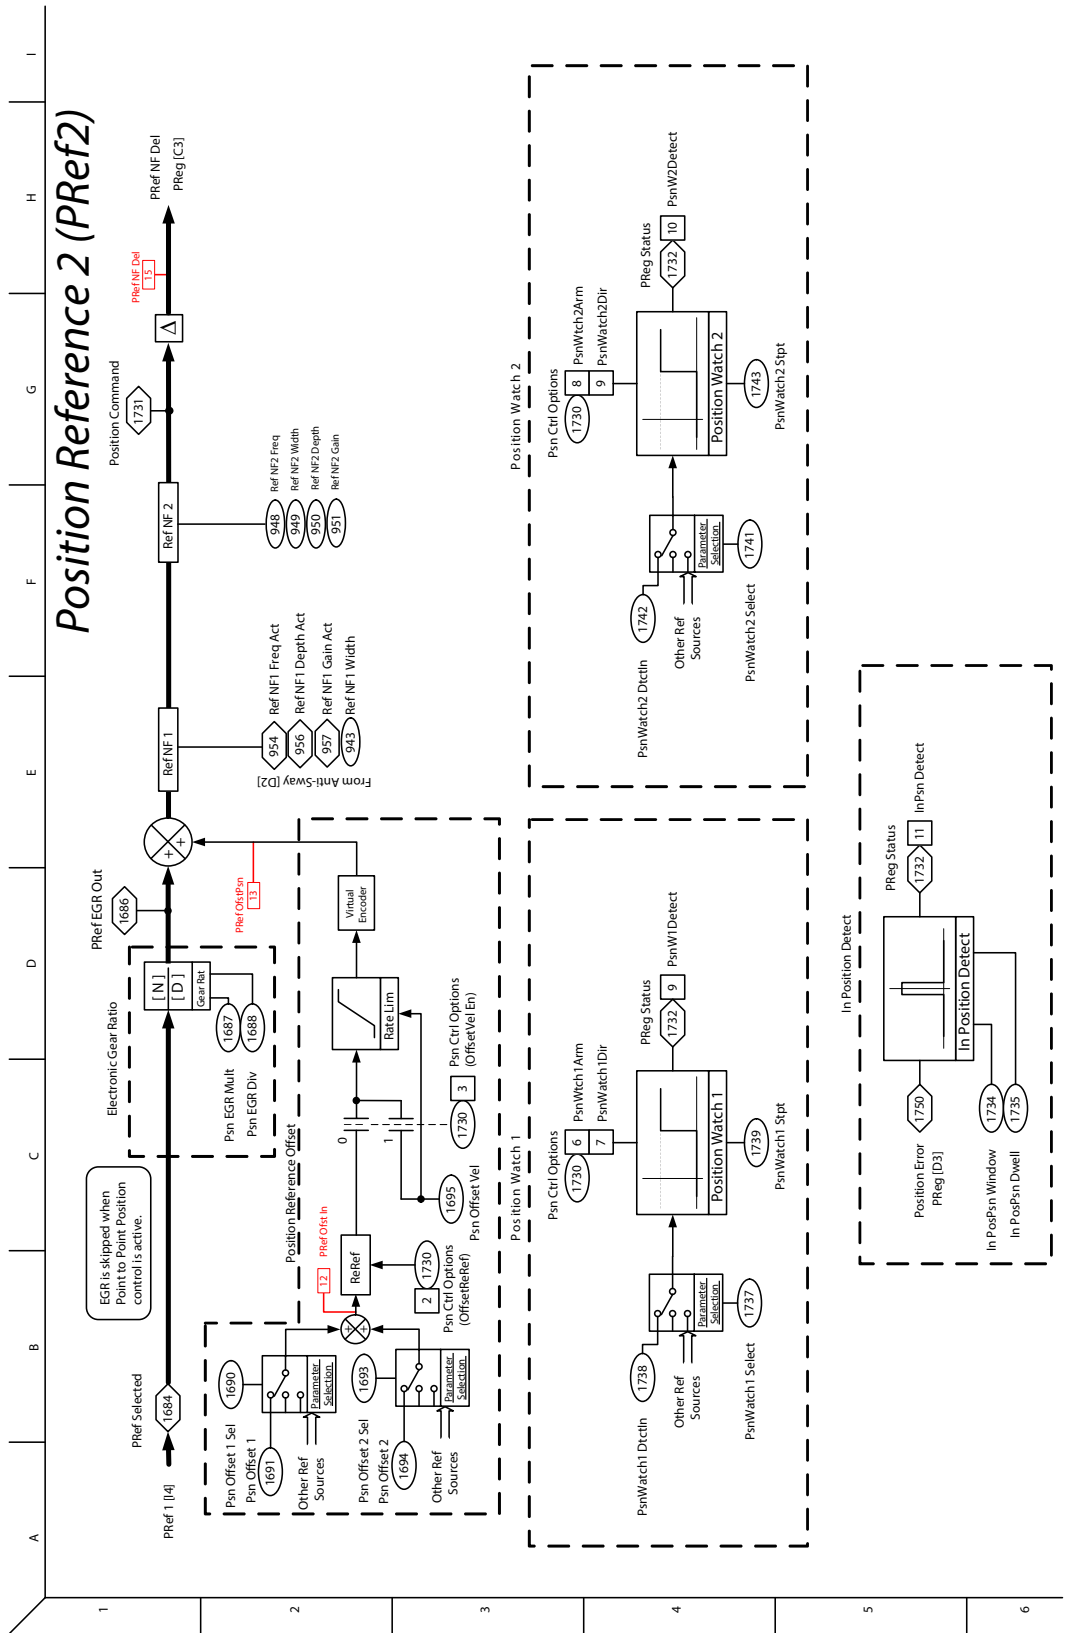 A
B
C
D
E
F
G
H
I
1
2
3
4
5
6
Position Reference 2 (PRef2)
PRef 1 [I4]
PRef Selected
1684
EGR is skipped when
Point to Point Position
control is active.
Electronic Gear Ratio
[ N ]
[ D ]
Gear Rat
1687
1688
Psn EGR Mult
Psn EGR Div
PRef EGR Out
1686
+
+
PRef OfstPsn
13
Ref NF 1
954
956
957
943
Ref NF1 Freq Act
Ref NF1 Depth Act
Ref NF1 Gain Act
Ref NF1 Width
From Anti-Sway [D2]
Ref NF 2
948
949
950
951
Ref NF2 Freq
Ref NF2 Width
Ref NF2 Depth
Ref NF2 Gain
Position Command
1731
Δ
PRef NF Del
15
PRef NF Del
PReg [C3]
Position Reference Offset
Psn Offset 1 Sel
Psn Offset 1
1690
1691
Other Ref
Sources
Parameter
Selection
Psn Offset 2 Sel
Psn Offset 2
1693
1694
Other Ref
Sources
Parameter
Selection
+
+
12
PRef Ofst In
ReRef
1730
2
Psn Ctrl Options
(OffsetReRef)
0
1
1695
Psn Offset Vel
1730
3
Psn Ctrl Options
(OffsetVel En)
Rate Lim
Virtual
Encoder
Position Watch 1
PsnWatch1 DtctIn
1738
Other Ref
Sources
Parameter
Selection
1737
PsnWatch1 Select
Psn Ctrl Options
1730
6
7
PsnWtch1Arm
PsnWatch1Dir
Position Watch 1
1739
PsnWatch1 Stpt
PReg Status
1732
9
PsnW1Detect
Position Watch 2
PsnWatch2 DtctIn
1742
Other Ref
Sources
Parameter
Selection
1741
PsnWatch2 Select
Psn Ctrl Options
1730
8
9
PsnWtch2Arm
PsnWatch2Dir
Position Watch 2
1743
PsnWatch2 Stpt
PReg Status
1732
10
PsnW2Detect
In Position Detect
Position Error
PReg [D3]
1750
In Position Detect
In PosPsn Window
1734
In PosPsn Dwell
1735
PReg Status
1732
11
InPsn Detect